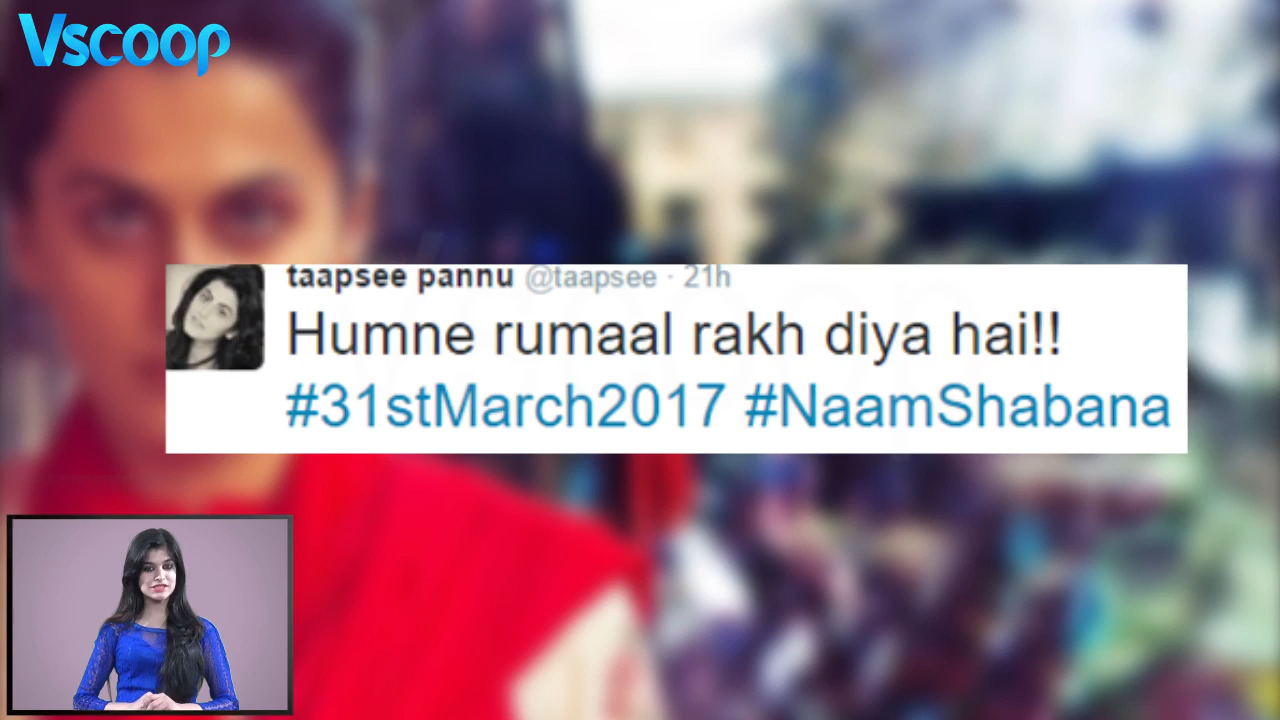 Vscoop
taapsee pannu @taapsee · 21h
Humne rumaal rakh diya hai!!
#31stMarch2017 #NaamShabana